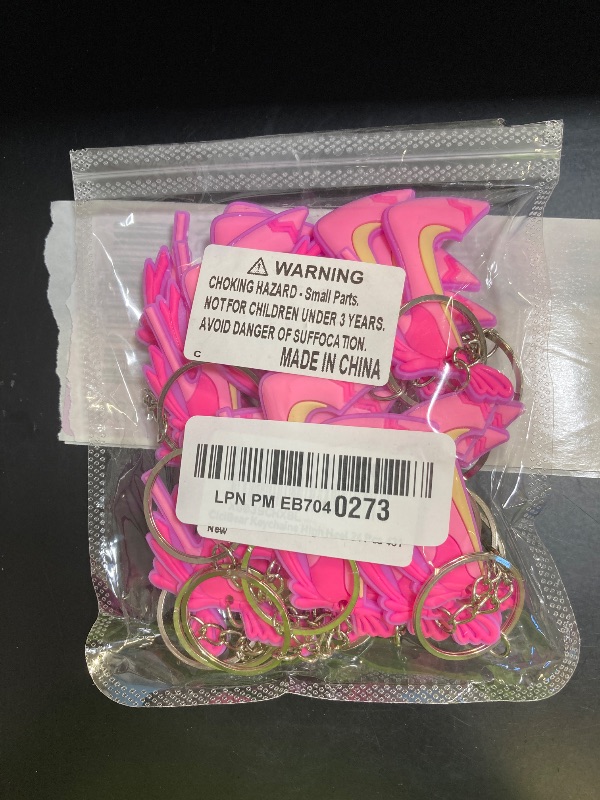 ⚠ WARNING
CHOKING HAZARD - Small Parts.
NOT FOR CHILDREN UNDER 3 YEARS.
AVOID DANGER OF SUFFOCATION.
C MADE IN CHINA
LPN PM EB704 0273
New